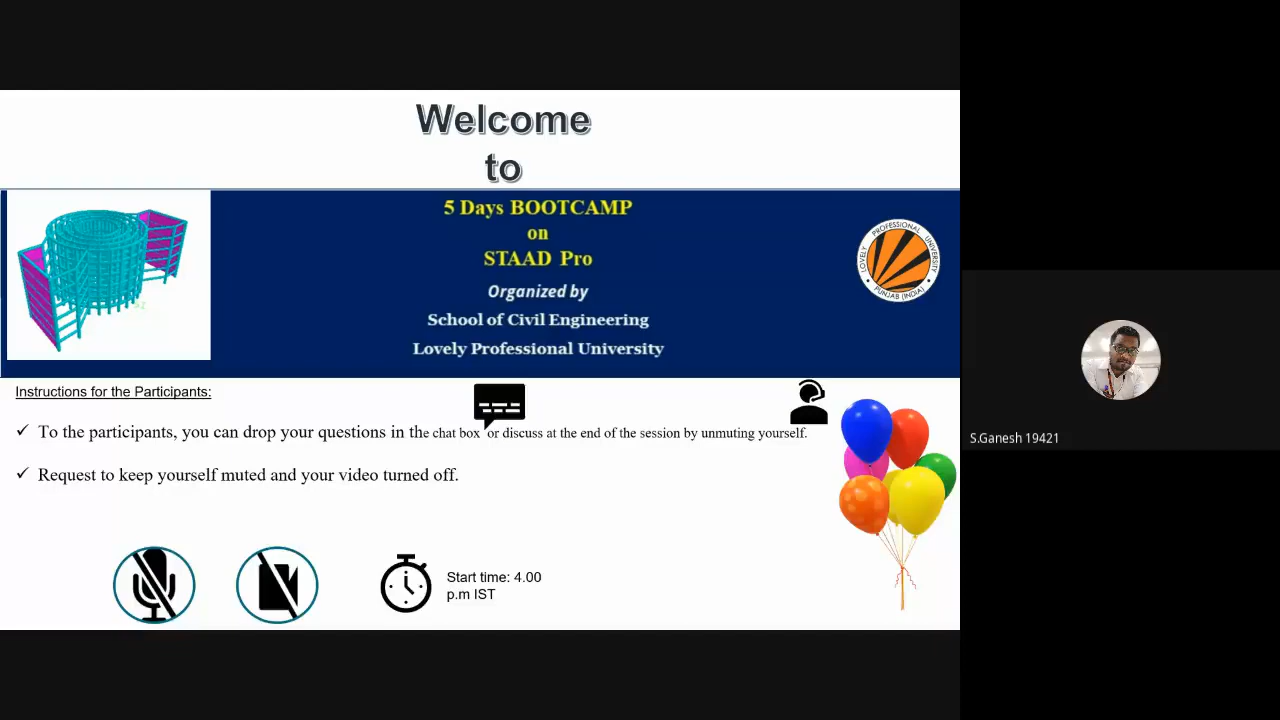 Welcome
to
5 Days BOOTCAMP
on
STAAD Pro
Organized by
School of Civil Engineering
Lovely Professional University
LOVELY PROFESSIONAL UNIVERSITY
PUNJAB (INDIA)
Instructions for the Participants:
✓ To the participants, you can drop your questions in the chat box or discuss at the end of the session by unmuting yourself.
✓ Request to keep yourself muted and your video turned off.
Start time: 4.00
p.m IST
S.Ganesh 19421